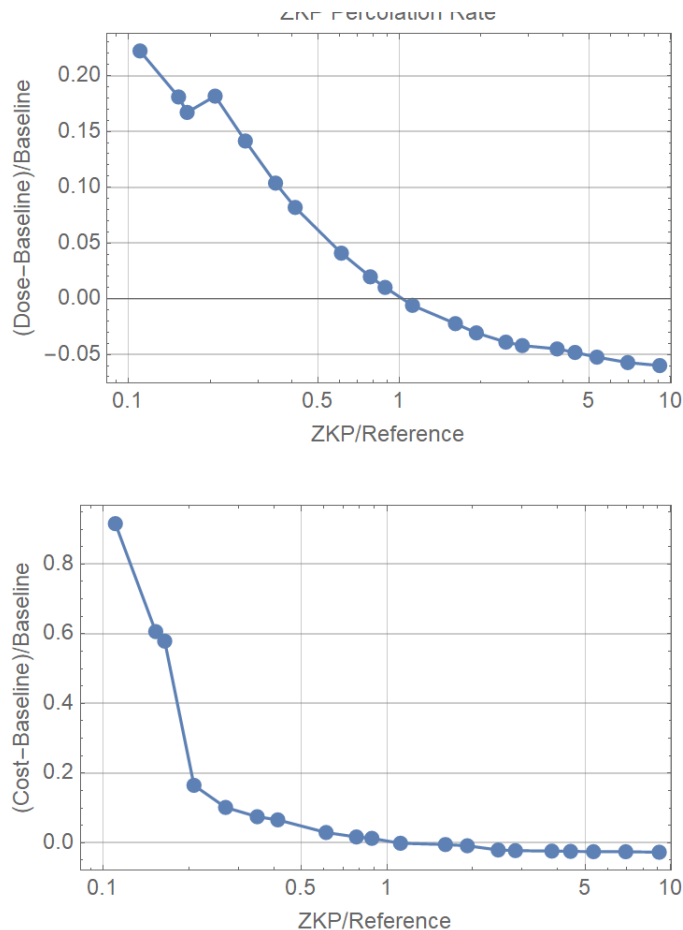 ZKP Percolation Rate
(Dose−Baseline)/Baseline
0.20
0.15
0.10
0.05
0.00
−0.05
0.1 0.5 1 5 10
ZKP/Reference
(Cost−Baseline)/Baseline
0.8
0.6
0.4
0.2
0.0
0.1 0.5 1 5 10
ZKP/Reference